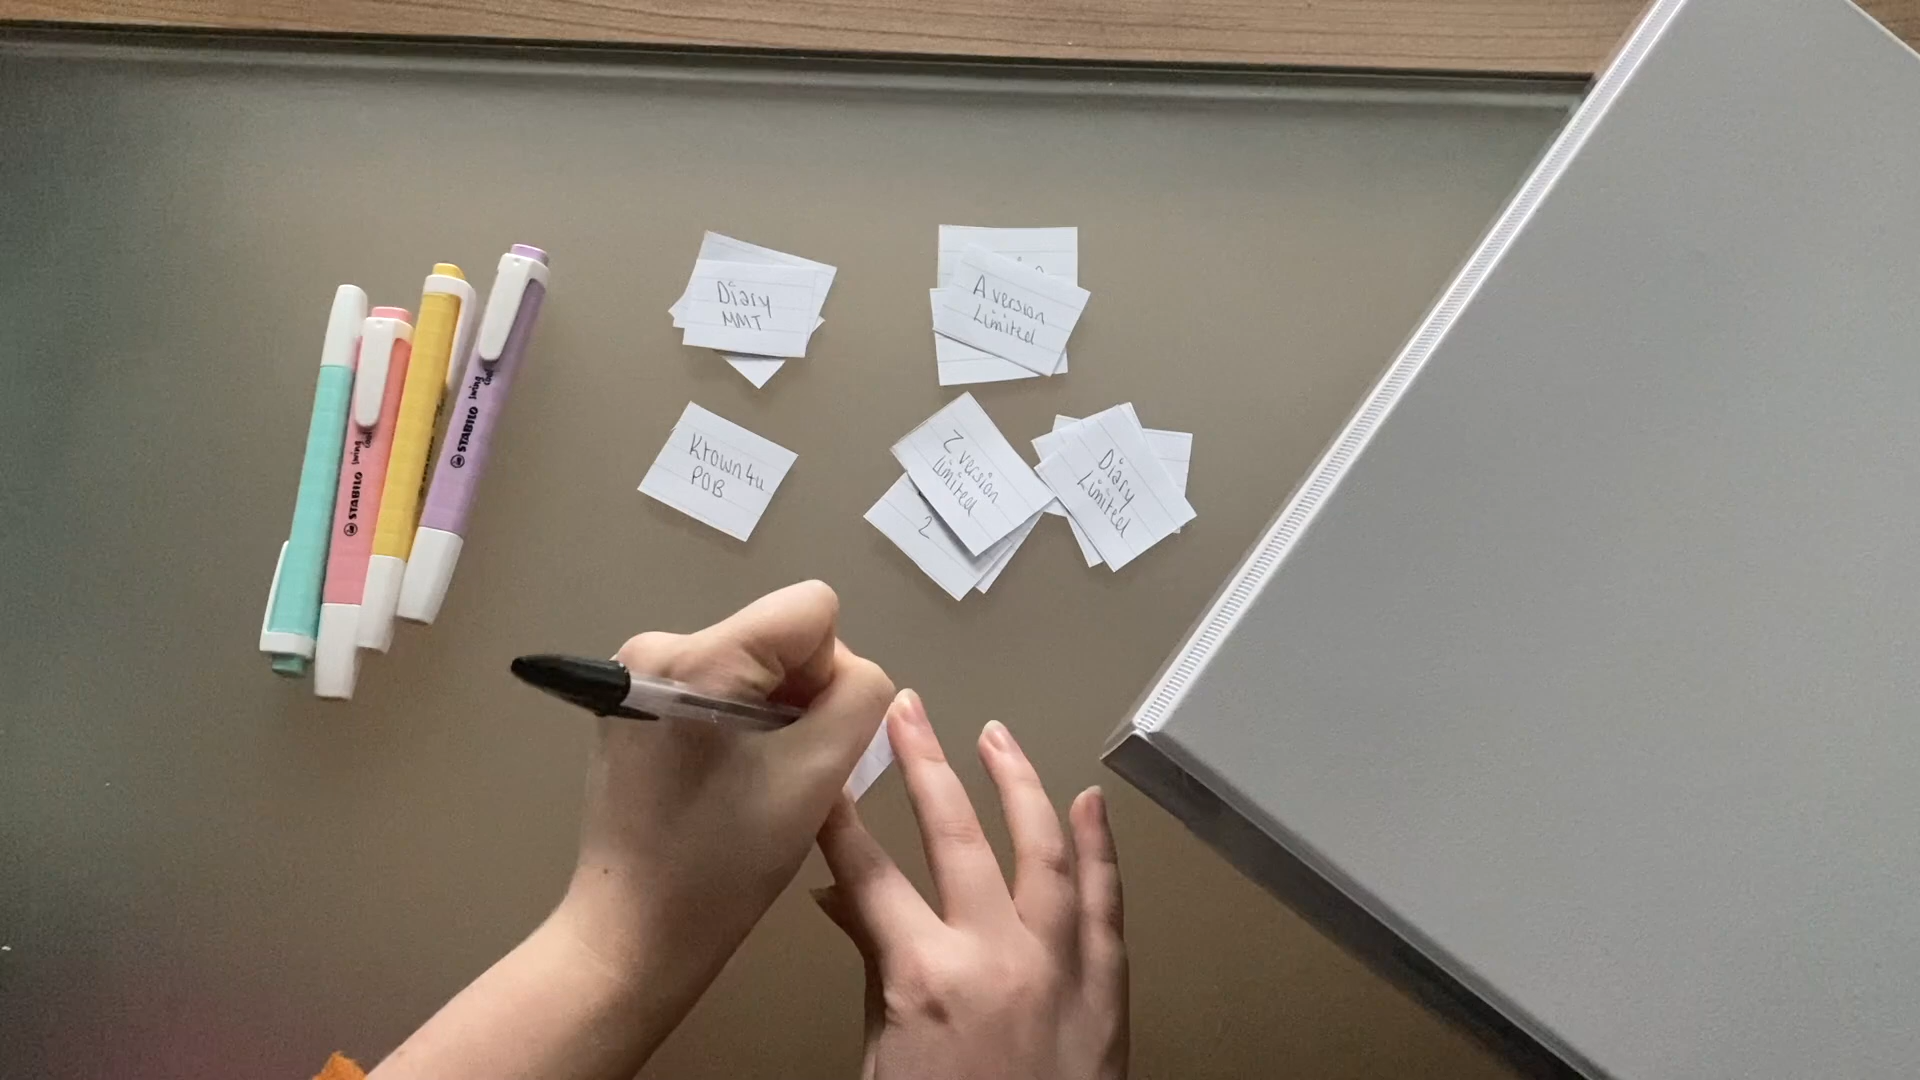 Diary
MMT
A version
Limited
Ktown4u
POB
Z version
Limited
2
Diary
Limited
STABILO swing cool
STABILO swing cool